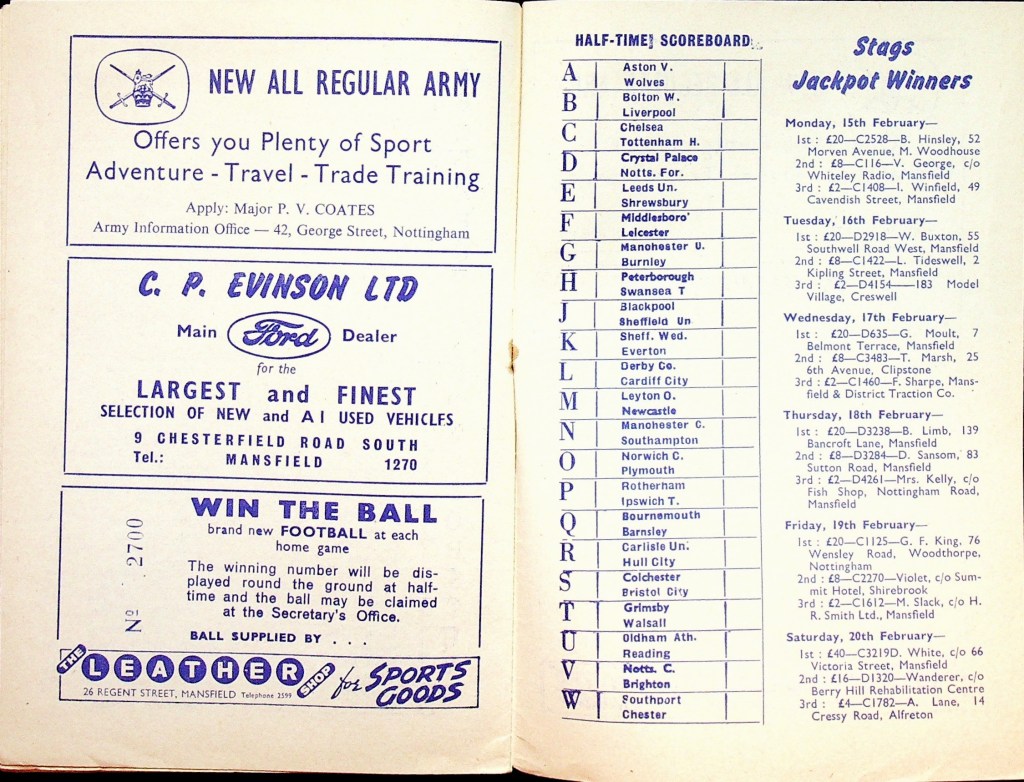 NEW ALL REGULAR ARMY
Offers you Plenty of Sport
Adventure - Travel - Trade Training
Apply: Major P. V. COATES
Army Information Office — 42, George Street, Nottingham
C. P. EVINSON LTD
Main Ford Dealer
for the
LARGEST and FINEST
SELECTION OF NEW and A1 USED VEHICLES
9 CHESTERFIELD ROAD SOUTH
Tel.: MANSFIELD 1270
WIN THE BALL
brand new FOOTBALL at each
home game
The winning number will be dis-
played round the ground at half-
time and the ball may be claimed
at the Secretary's Office.
BALL SUPPLIED BY . . .
Nº 2700
THE LEATHER SHOP for SPORTS GOODS
26 REGENT STREET, MANSFIELD Telephone 2599
HALF-TIME SCOREBOARD
A Aston V.
Wolves
B Bolton W.
Liverpool
C Chelsea
Tottenham H.
D Crystal Palace
Notts. For.
E Leeds Un.
Shrewsbury
F Middlesboro'
Leicester
G Manchester U.
Burnley
H Peterborough
Swansea T
J Blackpool
Sheffield Un
K Sheff. Wed.
Everton
L Derby Co.
Cardiff City
M Leyton O.
Newcastle
N Manchester C.
Southampton
O Norwich C.
Plymouth
P Rotherham
Ipswich T.
Q Bournemouth
Barnsley
R Carlisle Un.
Hull City
S Colchester
Bristol City
T Grimsby
Walsall
U Oldham Ath.
Reading
V Notts. C.
Brighton
W Southport
Chester
Stags
Jackpot Winners
Monday, 15th February—
1st : £20—C2528—B. Hinsley, 52
Morven Avenue, M. Woodhouse
2nd : £8—C116—V. George, c/o
Whiteley Radio, Mansfield
3rd : £2—C1408—I. Winfield, 49
Cavendish Street, Mansfield
Tuesday, 16th February—
1st : £20—D2918—W. Buxton, 55
Southwell Road West, Mansfield
2nd : £8—C1422—L. Tideswell, 2
Kipling Street, Mansfield
3rd : £2—D4154——183 Model
Village, Creswell
Wednesday, 17th February—
1st : £20—D635—G. Moult, 7
Belmont Terrace, Mansfield
2nd : £8—C3483—T. Marsh, 25
6th Avenue, Clipstone
3rd : £2—C1460—F. Sharpe, Mans-
field & District Traction Co.
Thursday, 18th February—
1st : £20—D3238—B. Limb, 139
Bancroft Lane, Mansfield
2nd : £8—D3284—D. Sansom, 83
Sutton Road, Mansfield
3rd : £2—D4261—Mrs. Kelly, c/o
Fish Shop, Nottingham Road,
Mansfield
Friday, 19th February—
1st : £20—C1125—G. F. King, 76
Wensley Road, Woodthorpe,
Nottingham
2nd : £8—C2270—Violet, c/o Sum-
mit Hotel, Shirebrook
3rd : £2—C1612—M. Slack, c/o H.
R. Smith Ltd., Mansfield
Saturday, 20th February—
1st : £40—C3219D. White, c/o 66
Victoria Street, Mansfield
2nd : £16—D1320—Wanderer, c/o
Berry Hill Rehabilitation Centre
3rd : £4—C1782—A. Lane, 14
Cressy Road, Alfreton